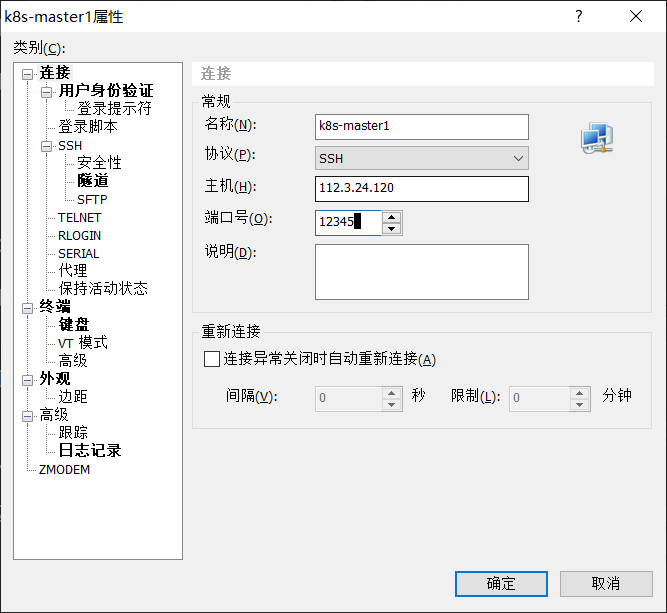 k8s-master1属性
?
类别(C):
连接
用户身份验证
登录提示符
登录脚本
SSH
安全性
隧道
SFTP
TELNET
RLOGIN
SERIAL
代理
保持活动状态
终端
键盘
VT 模式
高级
外观
边距
高级
跟踪
日志记录
ZMODEM
连接
常规
名称(N): k8s-master1
协议(P): SSH
主机(H): 112.3.24.120
端口号(O): 12345
说明(D):
重新连接
连接异常关闭时自动重新连接(A)
间隔(V): 0 秒 限制(L): 0 分钟
确定 取消